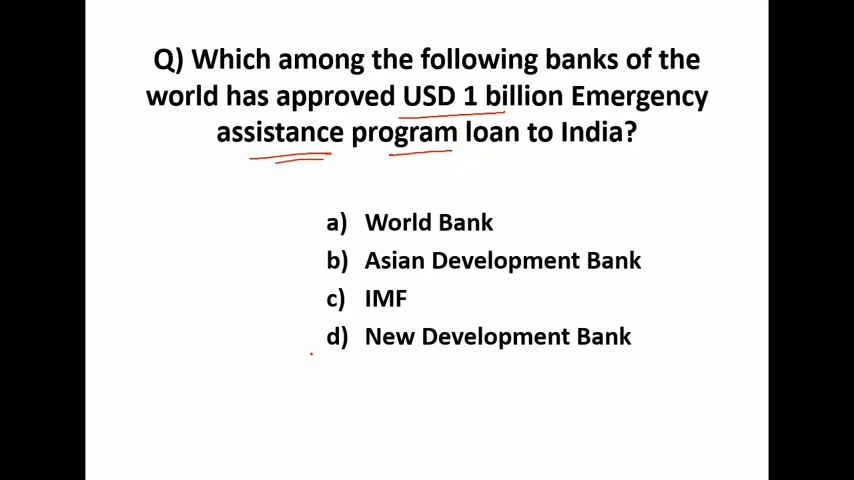 Q) Which among the following banks of the
world has approved USD 1 billion Emergency
assistance program loan to India?
a) World Bank
b) Asian Development Bank
c) IMF
d) New Development Bank